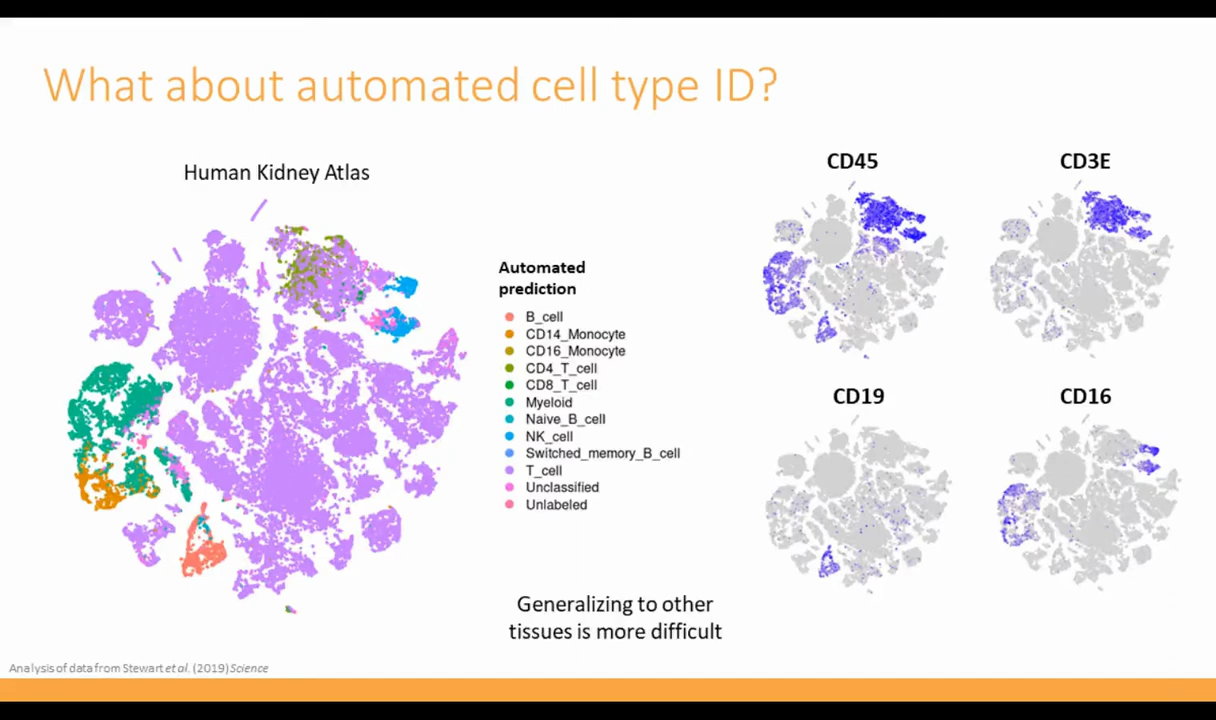 What about automated cell type ID?
Human Kidney Atlas
Automated
prediction
B_cell
CD14_Monocyte
CD16_Monocyte
CD4_T_cell
CD8_T_cell
Myeloid
Naive_B_cell
NK_cell
Switched_memory_B_cell
T_cell
Unclassified
Unlabeled
CD45
CD3E
CD19
CD16
Generalizing to other
tissues is more difficult
Analysis of data from Stewart et al. (2019) Science